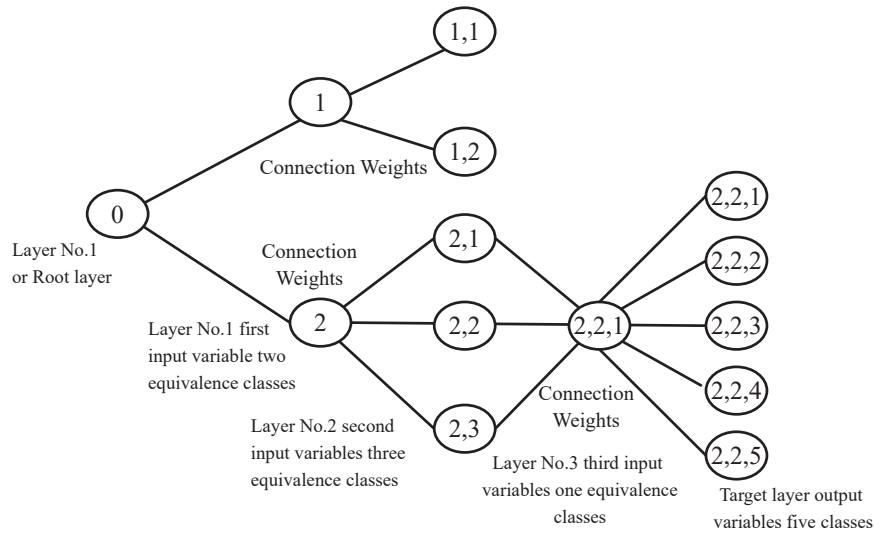 1,1
1
1,2
Connection Weights
0
Layer No.1
or Root layer
Connection
Weights
2,1
2
2,2
2,3
2,2,1
2,2,1
2,2,2
2,2,3
2,2,4
2,2,5
Layer No.1 first
input variable two
equivalence classes
Layer No.2 second
input variables three
equivalence classes
Connection
Weights
Layer No.3 third input
variables one equivalence
classes
Target layer output
variables five classes